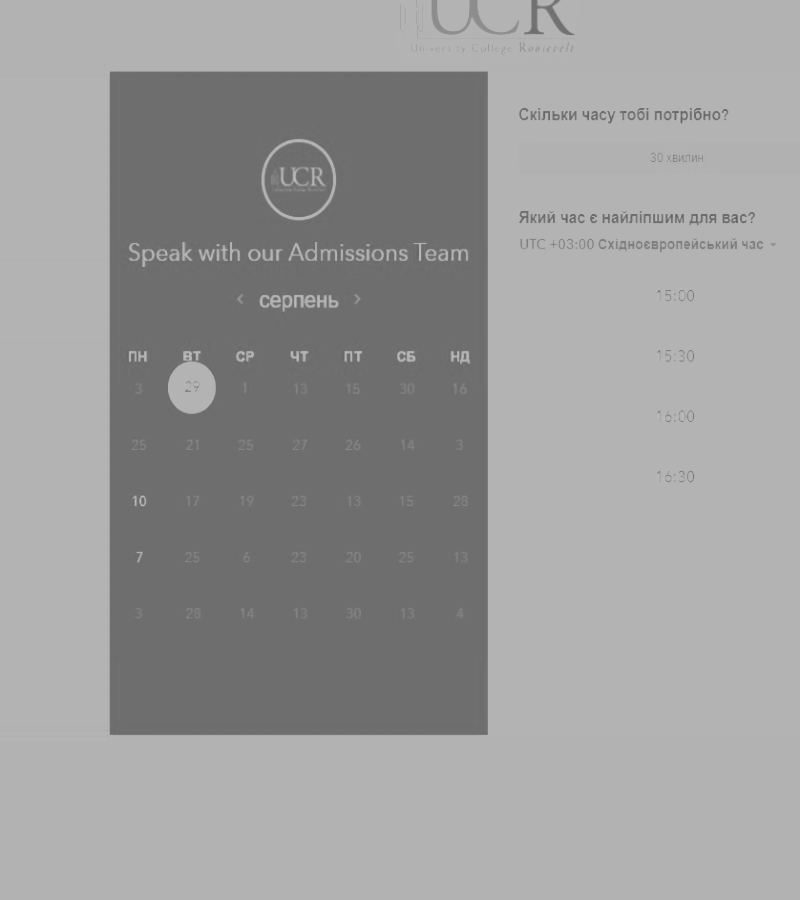 UCR
University College Roosevelt
UCR
Speak with our Admissions Team
‹ серпень ›
ПН ВТ СР ЧТ ПТ СБ НД
3 29 1 13 15 30 16
25 21 25 27 26 14 3
10 17 19 23 13 15 28
7 25 6 23 20 25 13
3 28 14 13 30 13 4
Скільки часу тобі потрібно?
30 хвилин
Який час є найліпшим для вас?
UTC +03:00 Східноєвропейський час
15:00
15:30
16:00
16:30